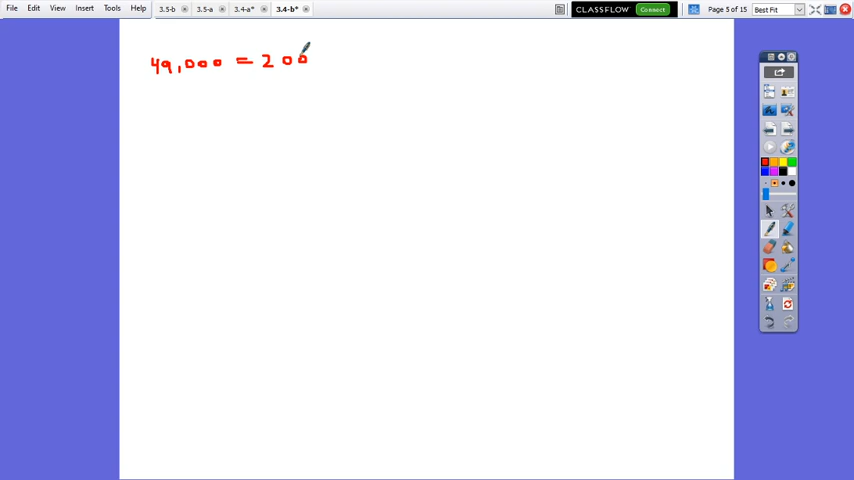 File Edit View Insert Tools Help 3.5-b 3.5-a 3.4-a* 3.4-b* CLASSFLOW Connect Page 5 of 15 Best Fit
49,000 = 200